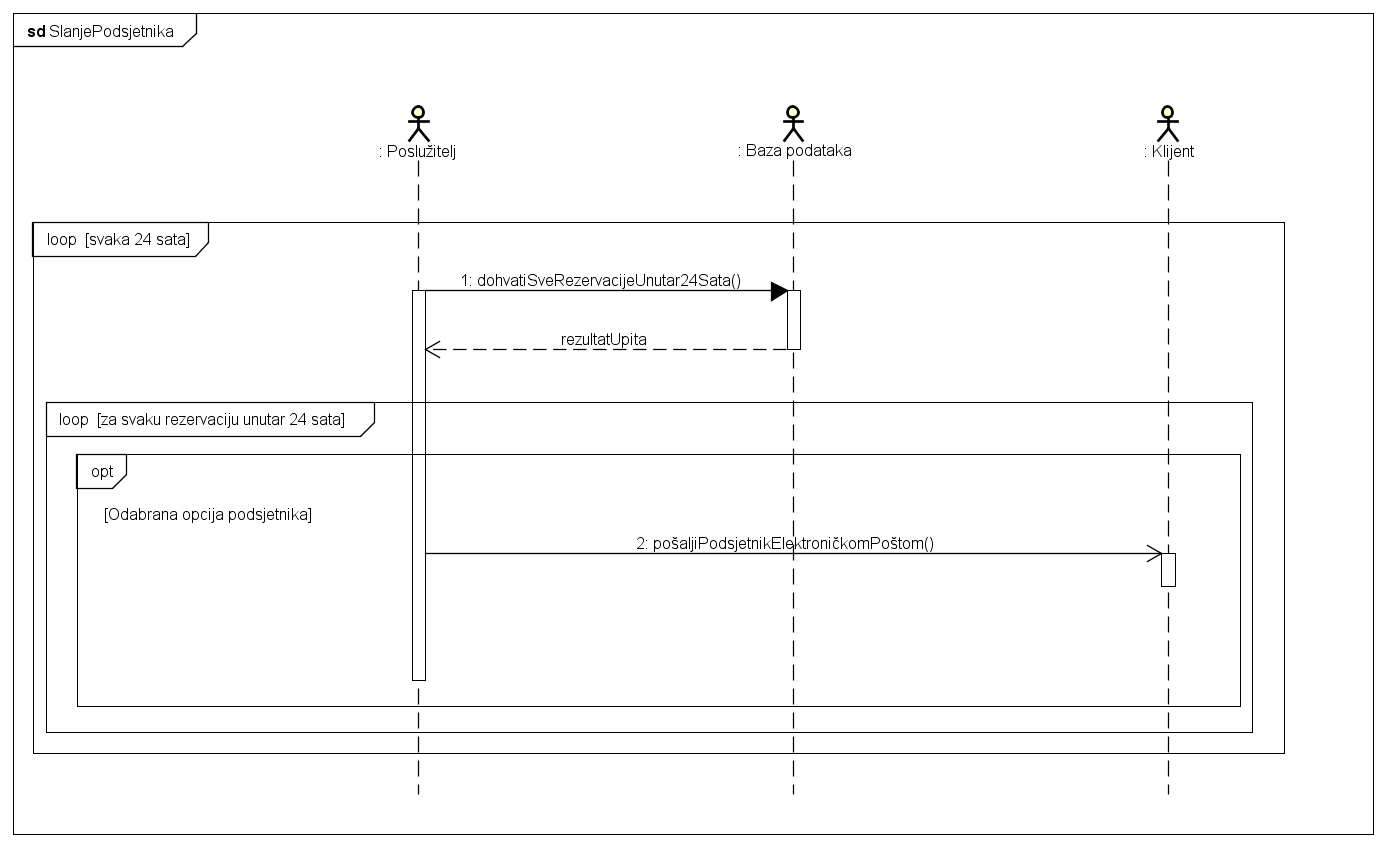 sd SlanjePodsjetnika
: Poslužitelj
: Baza podataka
: Klijent
loop [svaka 24 sata]
1: dohvatiSveRezervacijeUnutar24Sata()
rezultatUpita
loop [za svaku rezervaciju unutar 24 sata]
opt
[Odabrana opcija podsjetnika]
2: pošaljiPodsjetnikElektroničkomPoštom()